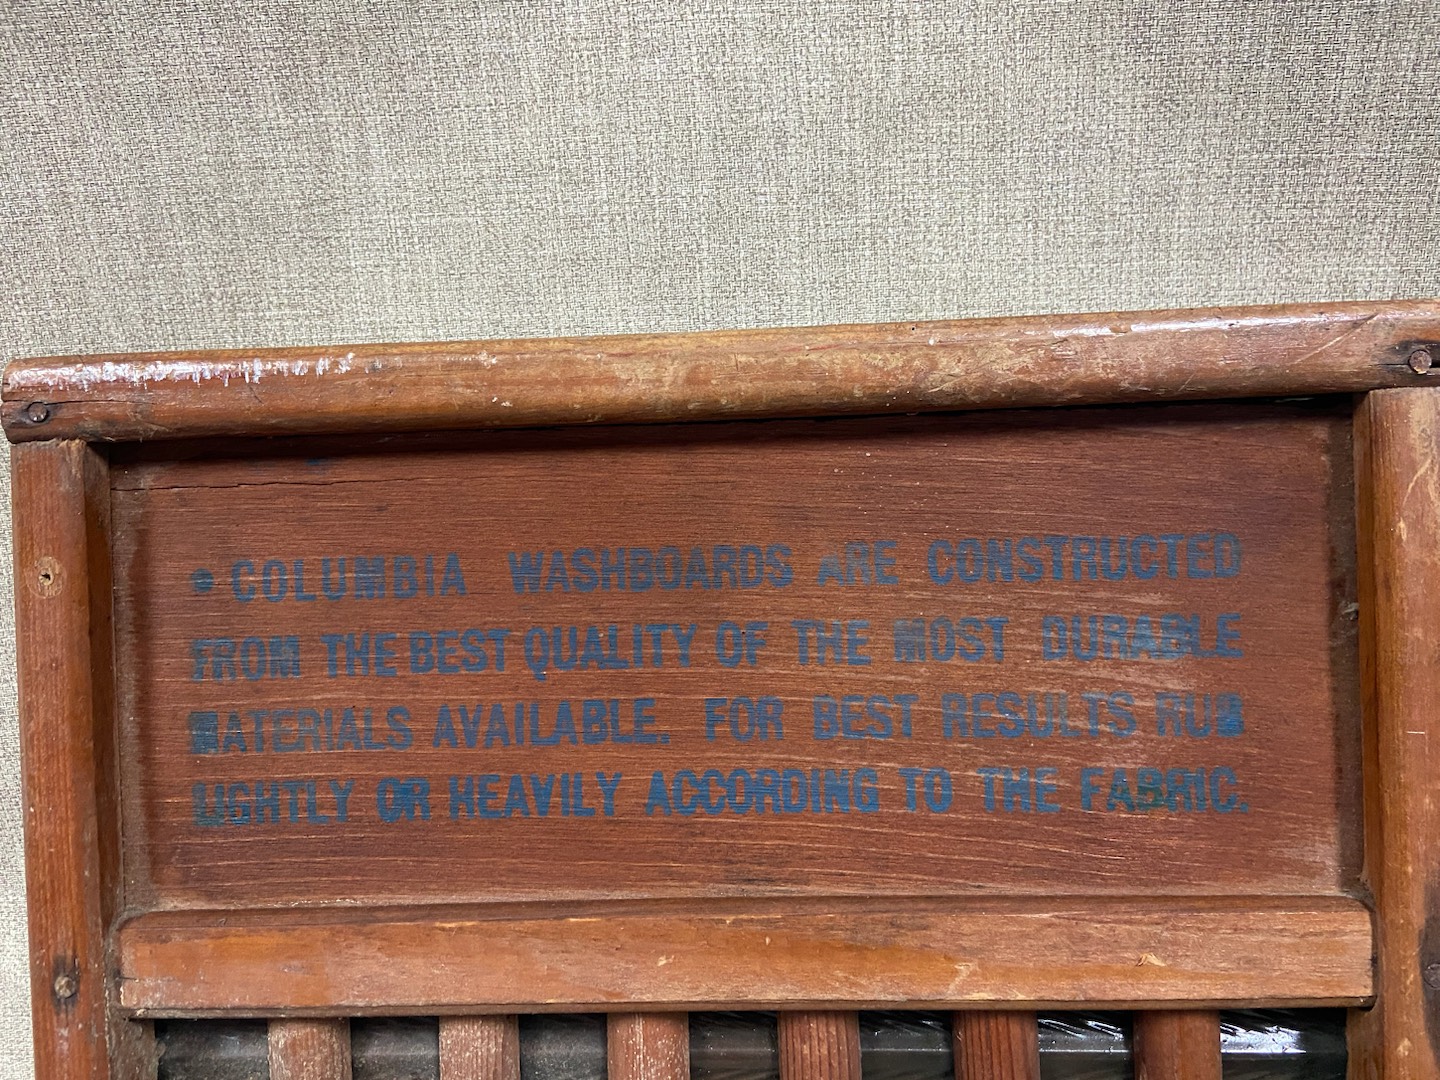 • COLUMBIA WASHBOARDS ARE CONSTRUCTED
FROM THE BEST QUALITY OF THE MOST DURABLE
MATERIALS AVAILABLE. FOR BEST RESULTS RUB
LIGHTLY OR HEAVILY ACCORDING TO THE FABRIC.